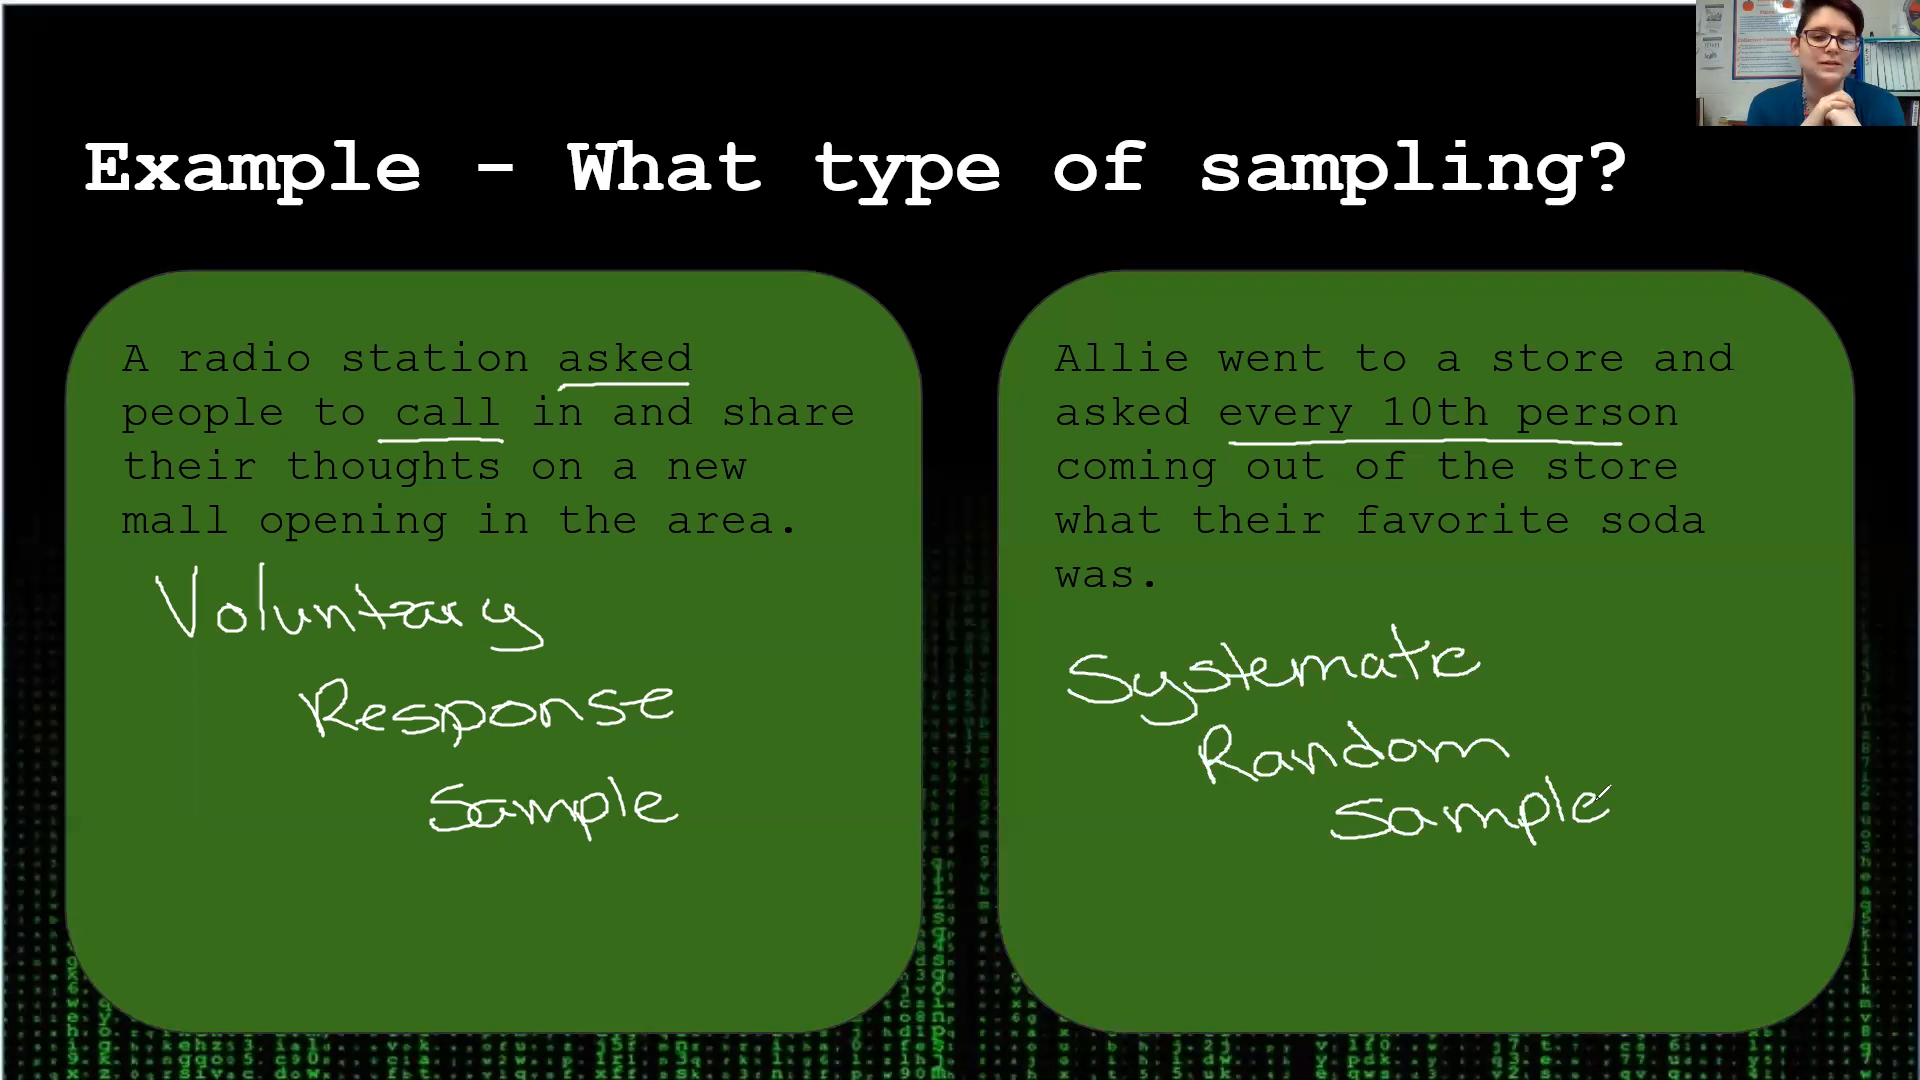 Example - What type of sampling?
A radio station asked
people to call in and share
their thoughts on a new
mall opening in the area.
Voluntary
Response
Sample
Allie went to a store and
asked every 10th person
coming out of the store
what their favorite soda
was.
Systematic
Random
Sample